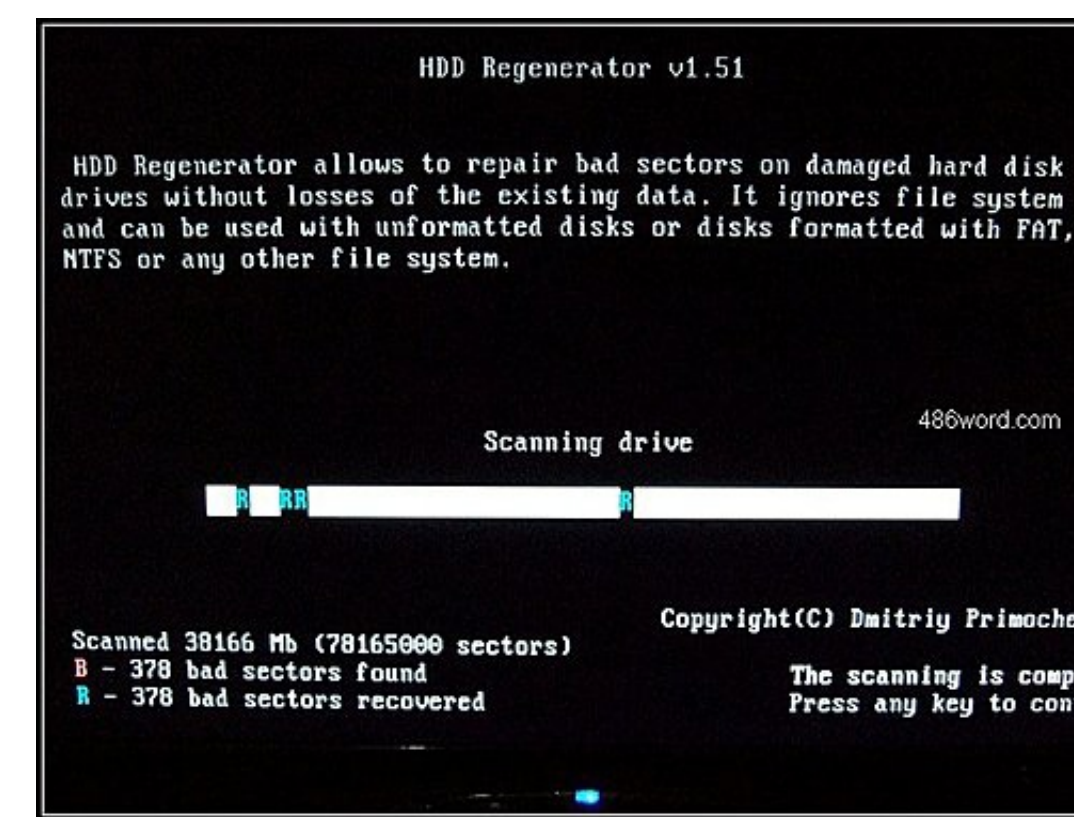 HDD Regenerator v1.51
HDD Regenerator allows to repair bad sectors on damaged hard disk
drives without losses of the existing data. It ignores file system
and can be used with unformatted disks or disks formatted with FAT,
NTFS or any other file system.
486word.com
Scanning drive
R RR R
Copyright(C) Dmitriy Primoche
Scanned 38166 Mb (78165000 sectors)
B - 378 bad sectors found
R - 378 bad sectors recovered
The scanning is comp
Press any key to con